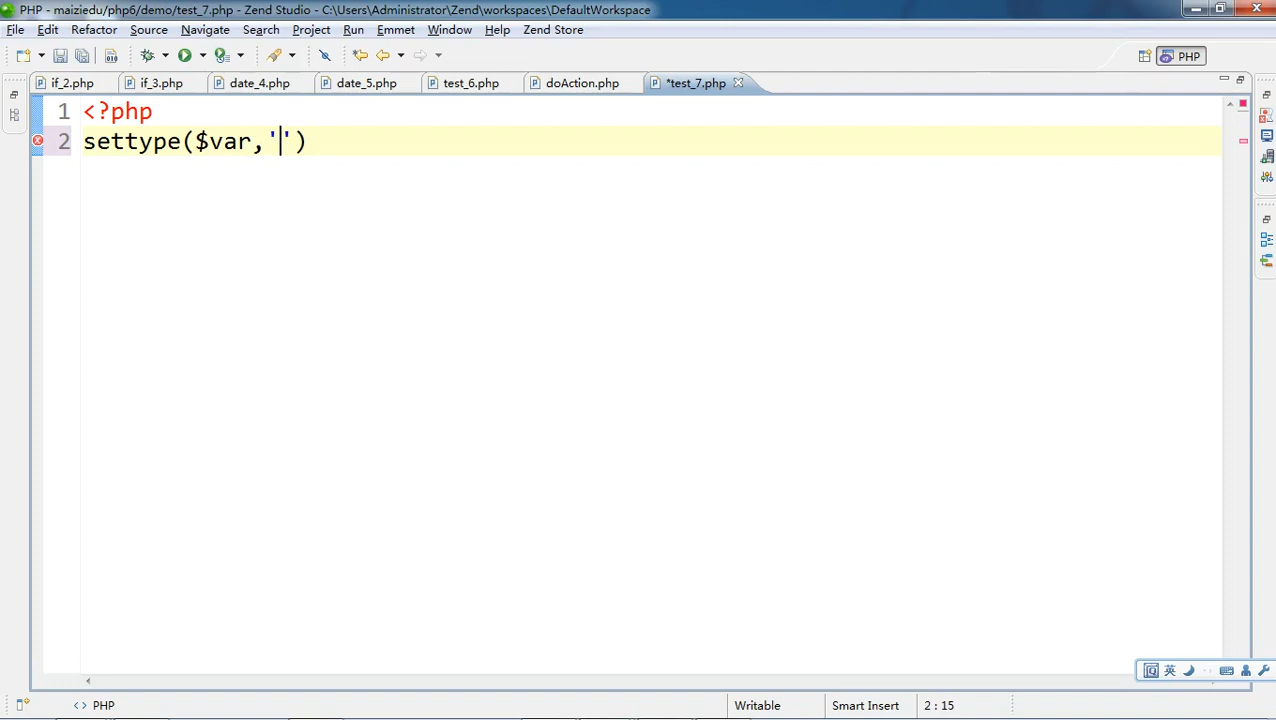 PHP - maiziedu/php6/demo/test_7.php - Zend Studio - C:\Users\Administrator\Zend\workspaces\DefaultWorkspace
File Edit Refactor Source Navigate Search Project Run Emmet Window Help Zend Store
PHP
if_2.php if_3.php date_4.php date_5.php test_6.php doAction.php *test_7.php
1 <?php
2 settype($var,'')
英
<> PHP Writable Smart Insert 2 : 15